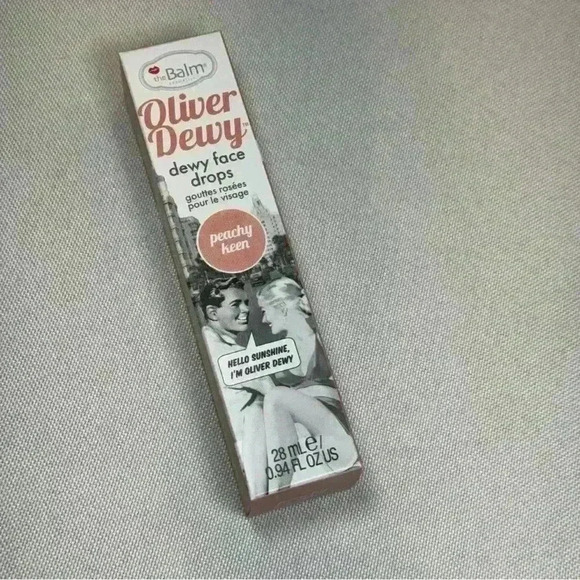 theBalm®
Oliver
Dewy™
dewy face
drops
gouttes rosées
pour le visage
peachy
keen
HELLO SUNSHINE,
I'M OLIVER DEWY
28 mL e/
0.94 FL OZ US